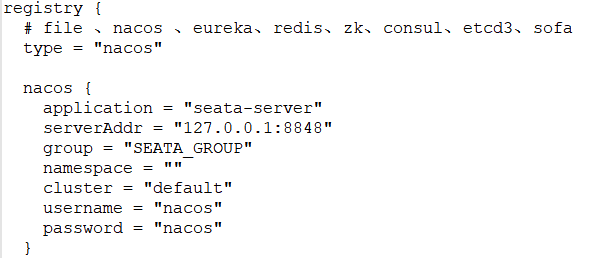 registry {
  # file 、nacos 、eureka、redis、zk、consul、etcd3、sofa
  type = "nacos"

  nacos {
    application = "seata-server"
    serverAddr = "127.0.0.1:8848"
    group = "SEATA_GROUP"
    namespace = ""
    cluster = "default"
    username = "nacos"
    password = "nacos"
  }